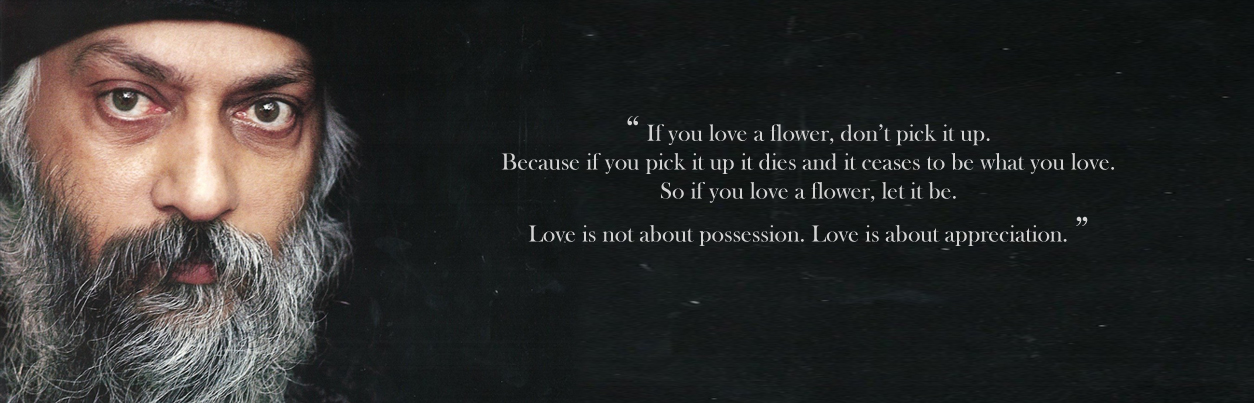 “ If you love a flower, don’t pick it up.
Because if you pick it up it dies and it ceases to be what you love.
So if you love a flower, let it be.
Love is not about possession. Love is about appreciation. ”